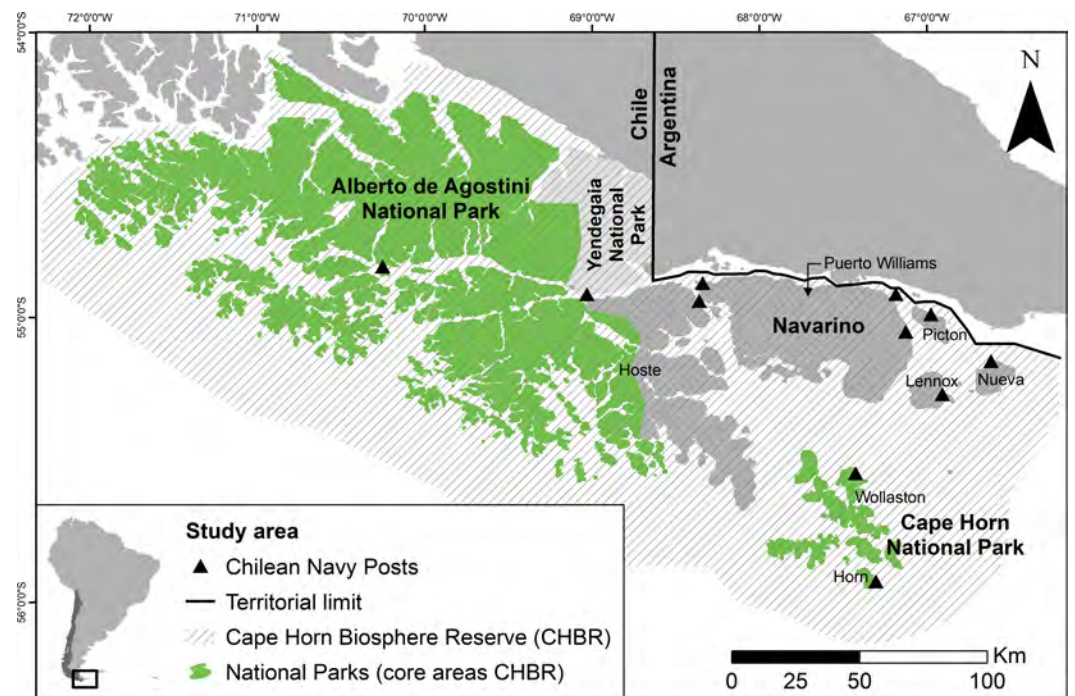 72°0'0"W
71°0'0"W
70°0'0"W
69°0'0"W
68°0'0"W
67°0'0"W
54°0'0"S
55°0'0"S
56°0'0"S
N
Chile
Argentina
Alberto de Agostini
National Park
Yendegaia
National
Park
Puerto Williams
Navarino
Picton
Hoste
Lennox
Nueva
Wollaston
Cape Horn
National Park
Horn
Study area
Chilean Navy Posts
Territorial limit
Cape Horn Biosphere Reserve (CHBR)
National Parks (core areas CHBR)
Km
0 25 50 100